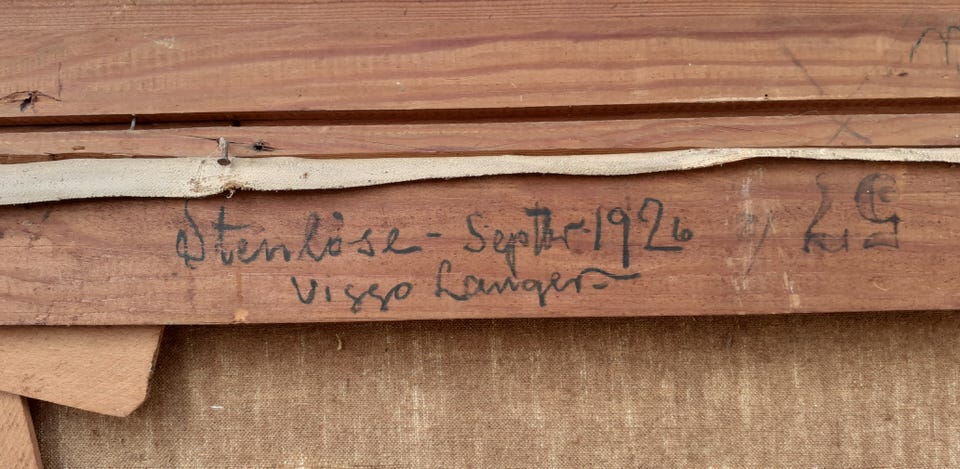 Stenløse - Septbr. 1926
Viggo Langer